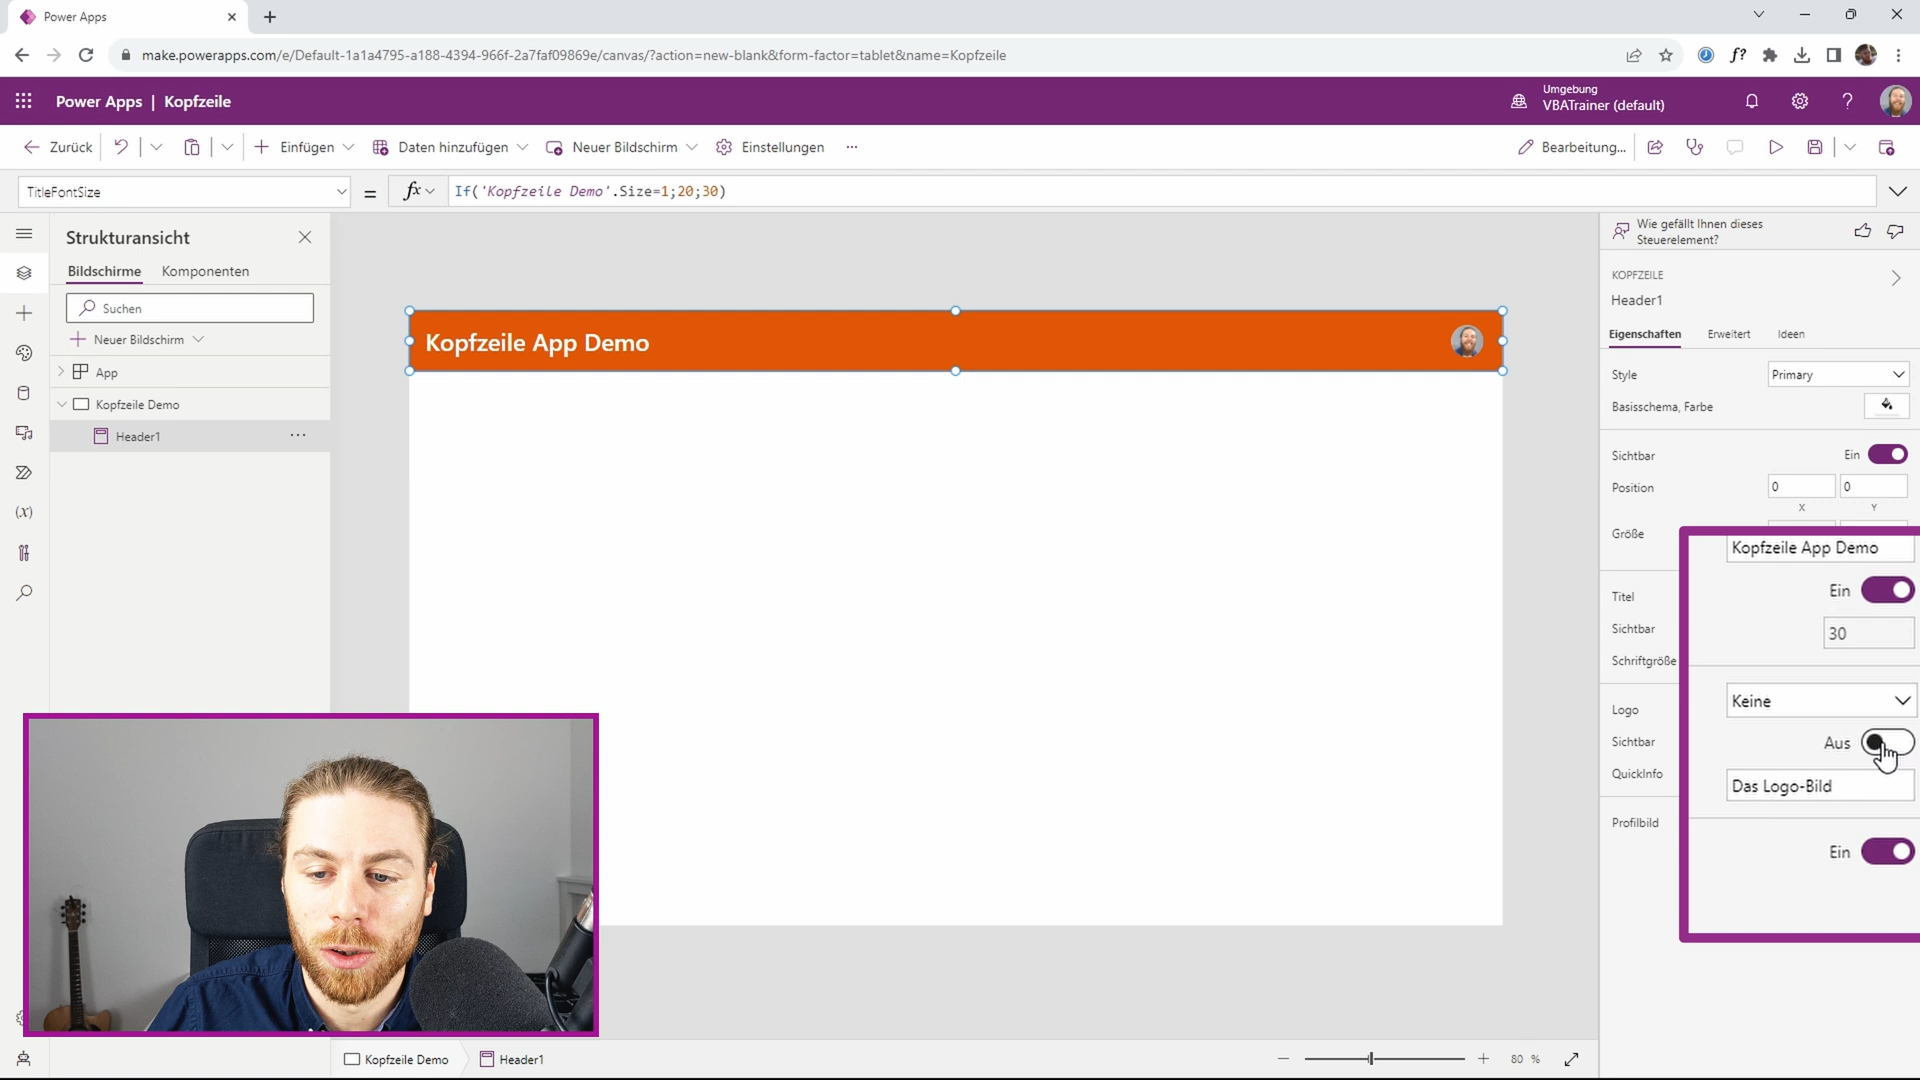 Power Apps
make.powerapps.com/e/Default-1a1a4795-a188-4394-966f-2a7faf09869e/canvas/?action=new-blank&form-factor=tablet&name=Kopfzeile
f?
Power Apps | Kopfzeile
Umgebung
VBATrainer (default)
Zurück
Einfügen
Daten hinzufügen
Neuer Bildschirm
Einstellungen
...
Bearbeitung...
TitleFontSize
=
fx
If('Kopfzeile Demo'.Size=1;20;30)
Strukturansicht
Bildschirme
Komponenten
Suchen
Neuer Bildschirm
App
Kopfzeile Demo
Header1
...
(x)
Kopfzeile App Demo
Wie gefällt Ihnen dieses
Steuerelement?
KOPFZEILE
Header1
Eigenschaften
Erweitert
Ideen
Style
Primary
Basisschema, Farbe
Sichtbar
Ein
Position
0
0
X
Y
Größe
Titel
Kopfzeile App Demo
Sichtbar
Ein
Schriftgröße
30
Logo
Keine
Sichtbar
Aus
QuickInfo
Das Logo-Bild
Profilbild
Ein
Kopfzeile Demo
Header1
80 %